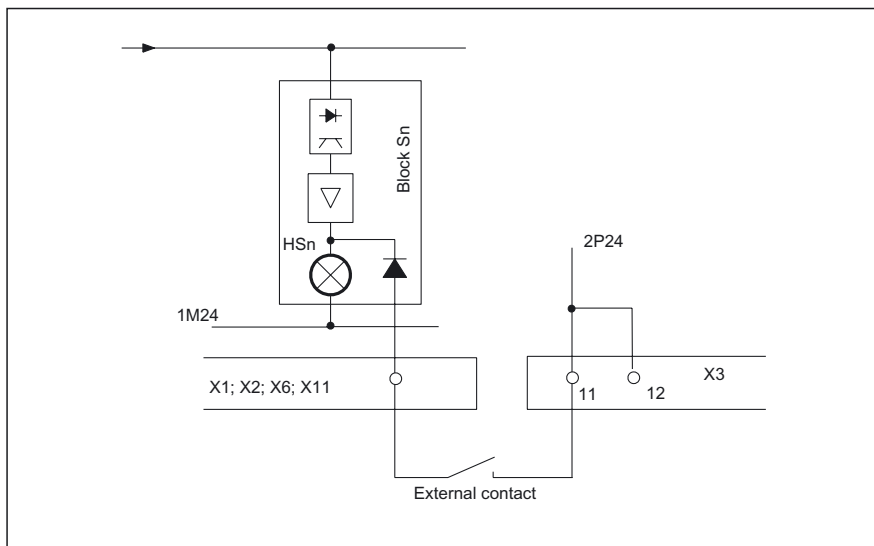 Block Sn
HSn
2P24
1M24
X1; X2; X6; X11
11
12
X3
External contact